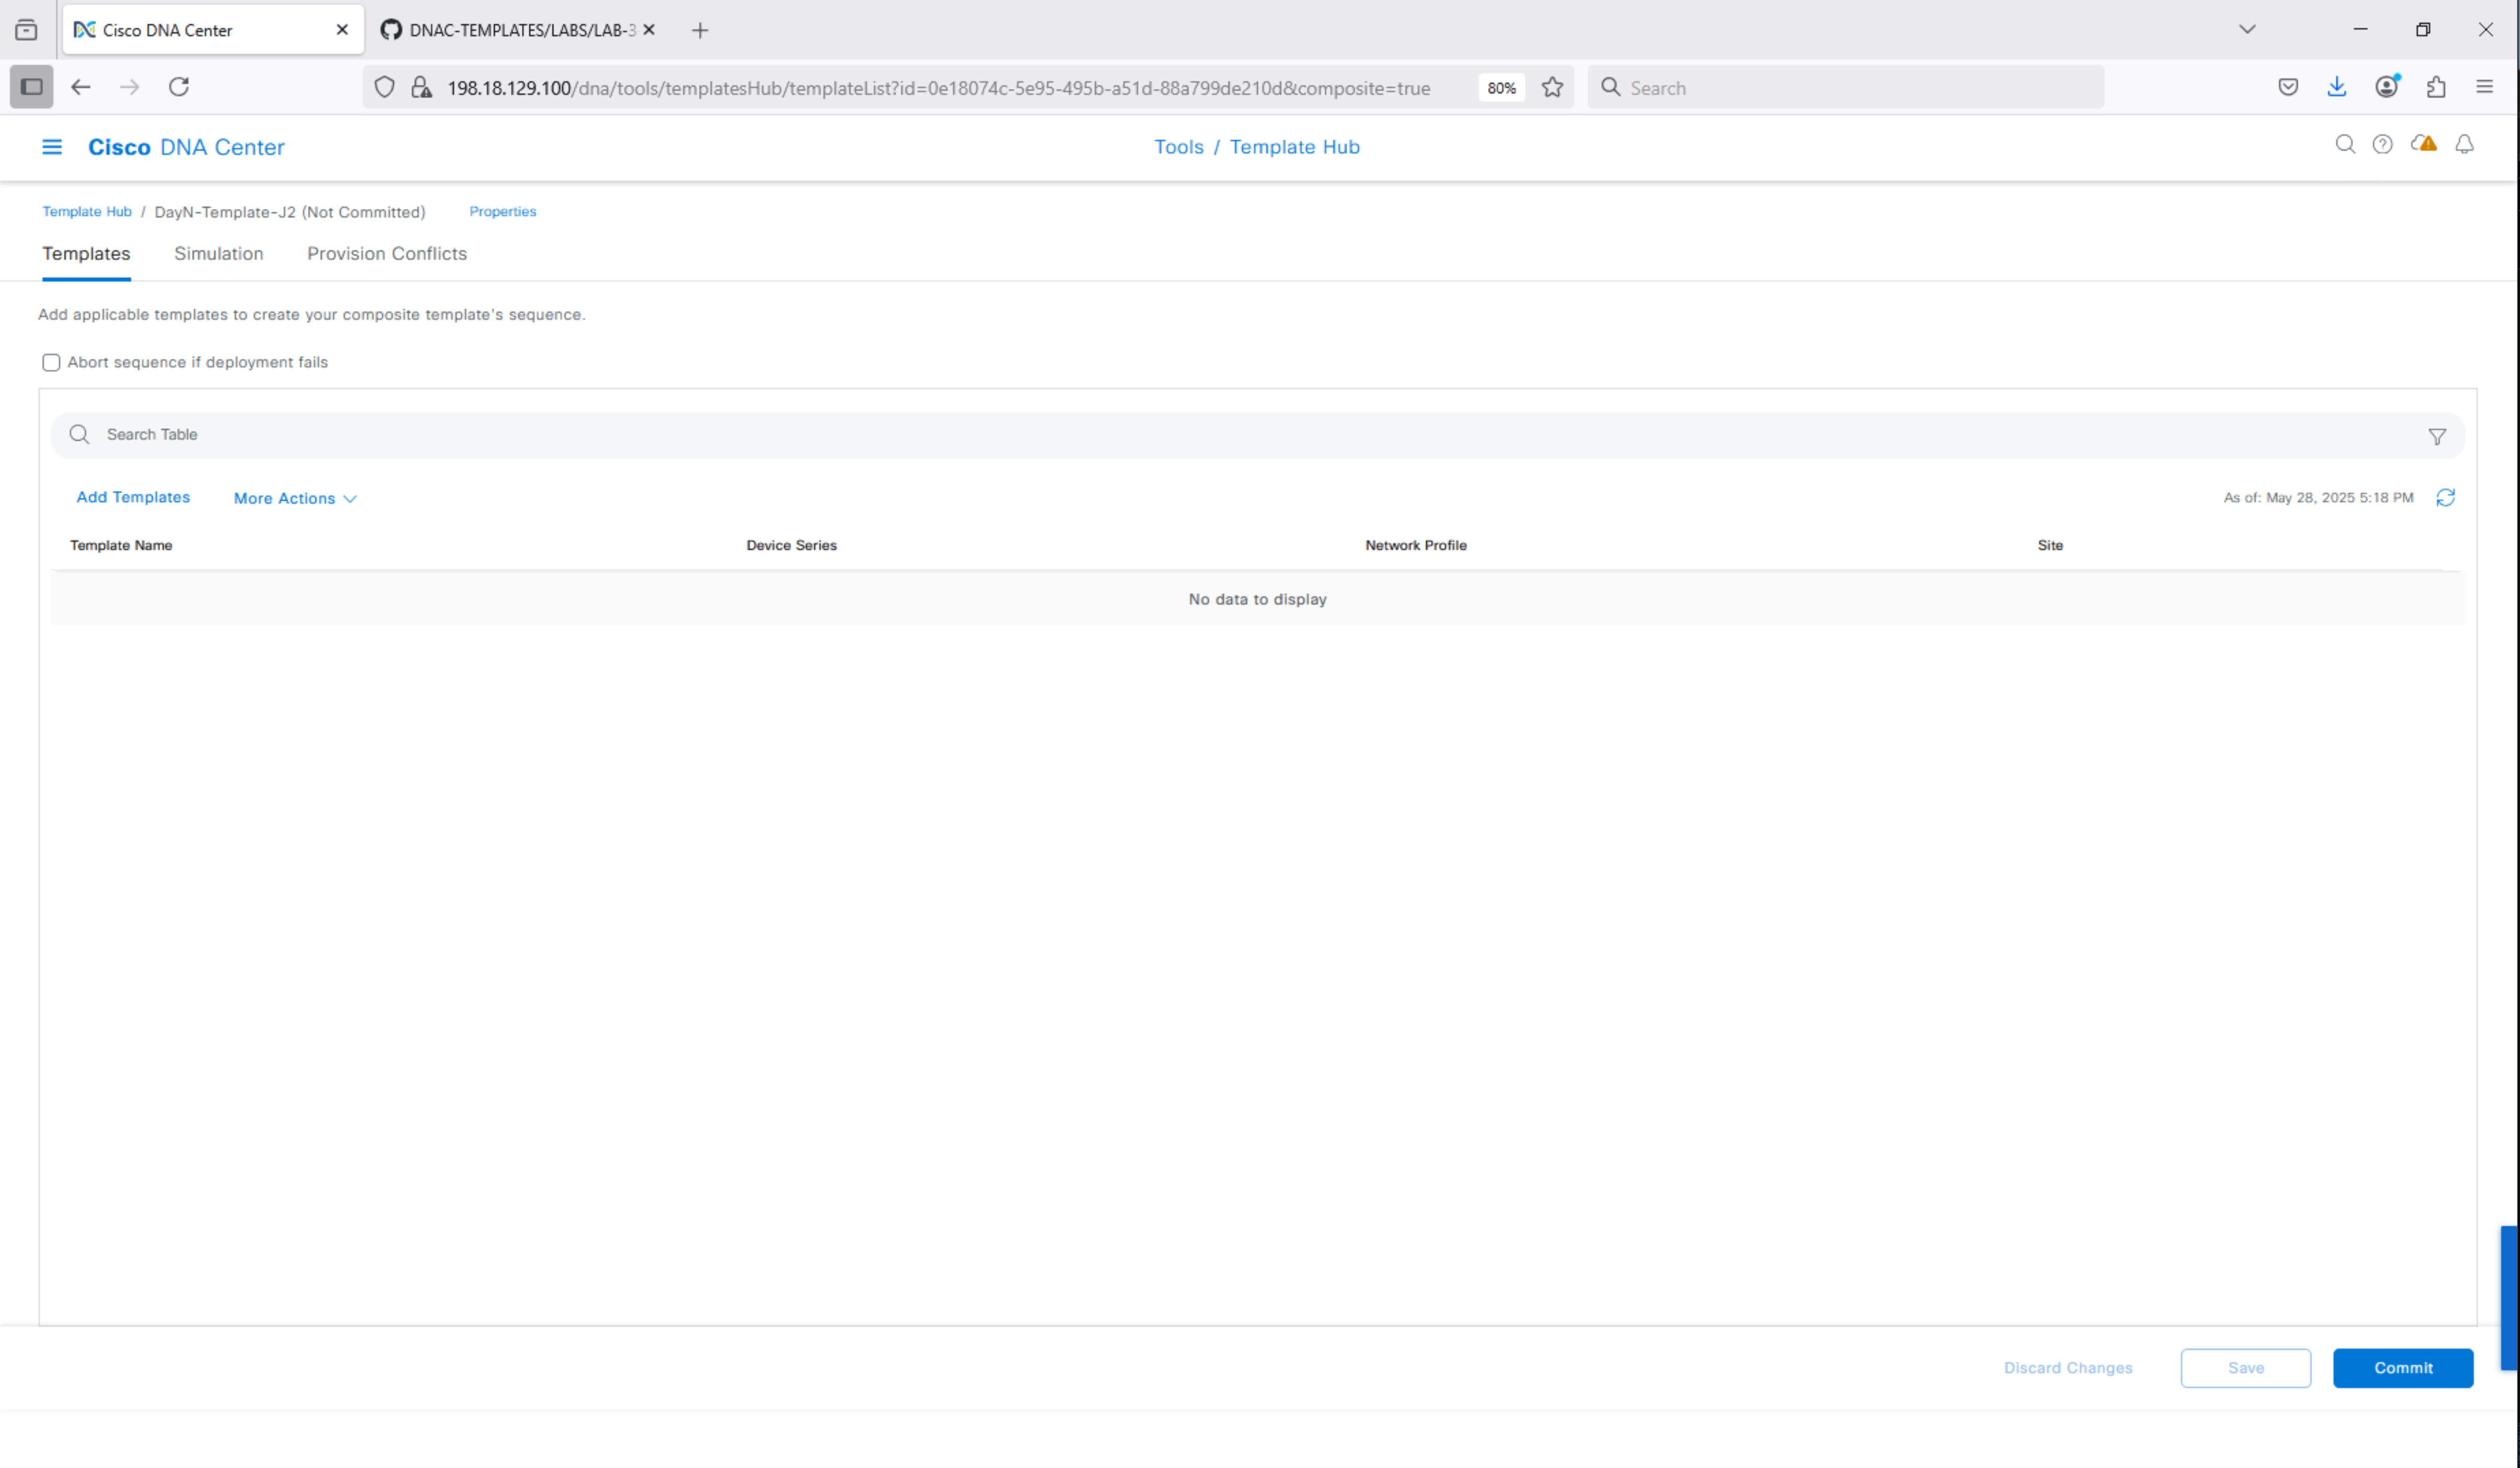 Cisco DNA Center
DNAC-TEMPLATES/LABS/LAB-3
198.18.129.100/dna/tools/templatesHub/templateList?id=0e18074c-5e95-495b-a51d-88a799de210d&composite=true
80%
Search
Cisco DNA Center
Tools / Template Hub
Template Hub / DayN-Template-J2 (Not Committed) Properties
Templates Simulation Provision Conflicts
Add applicable templates to create your composite template's sequence.
Abort sequence if deployment fails
Search Table
Add Templates More Actions As of: May 28, 2025 5:18 PM
Template Name Device Series Network Profile Site
No data to display
Discard Changes Save Commit